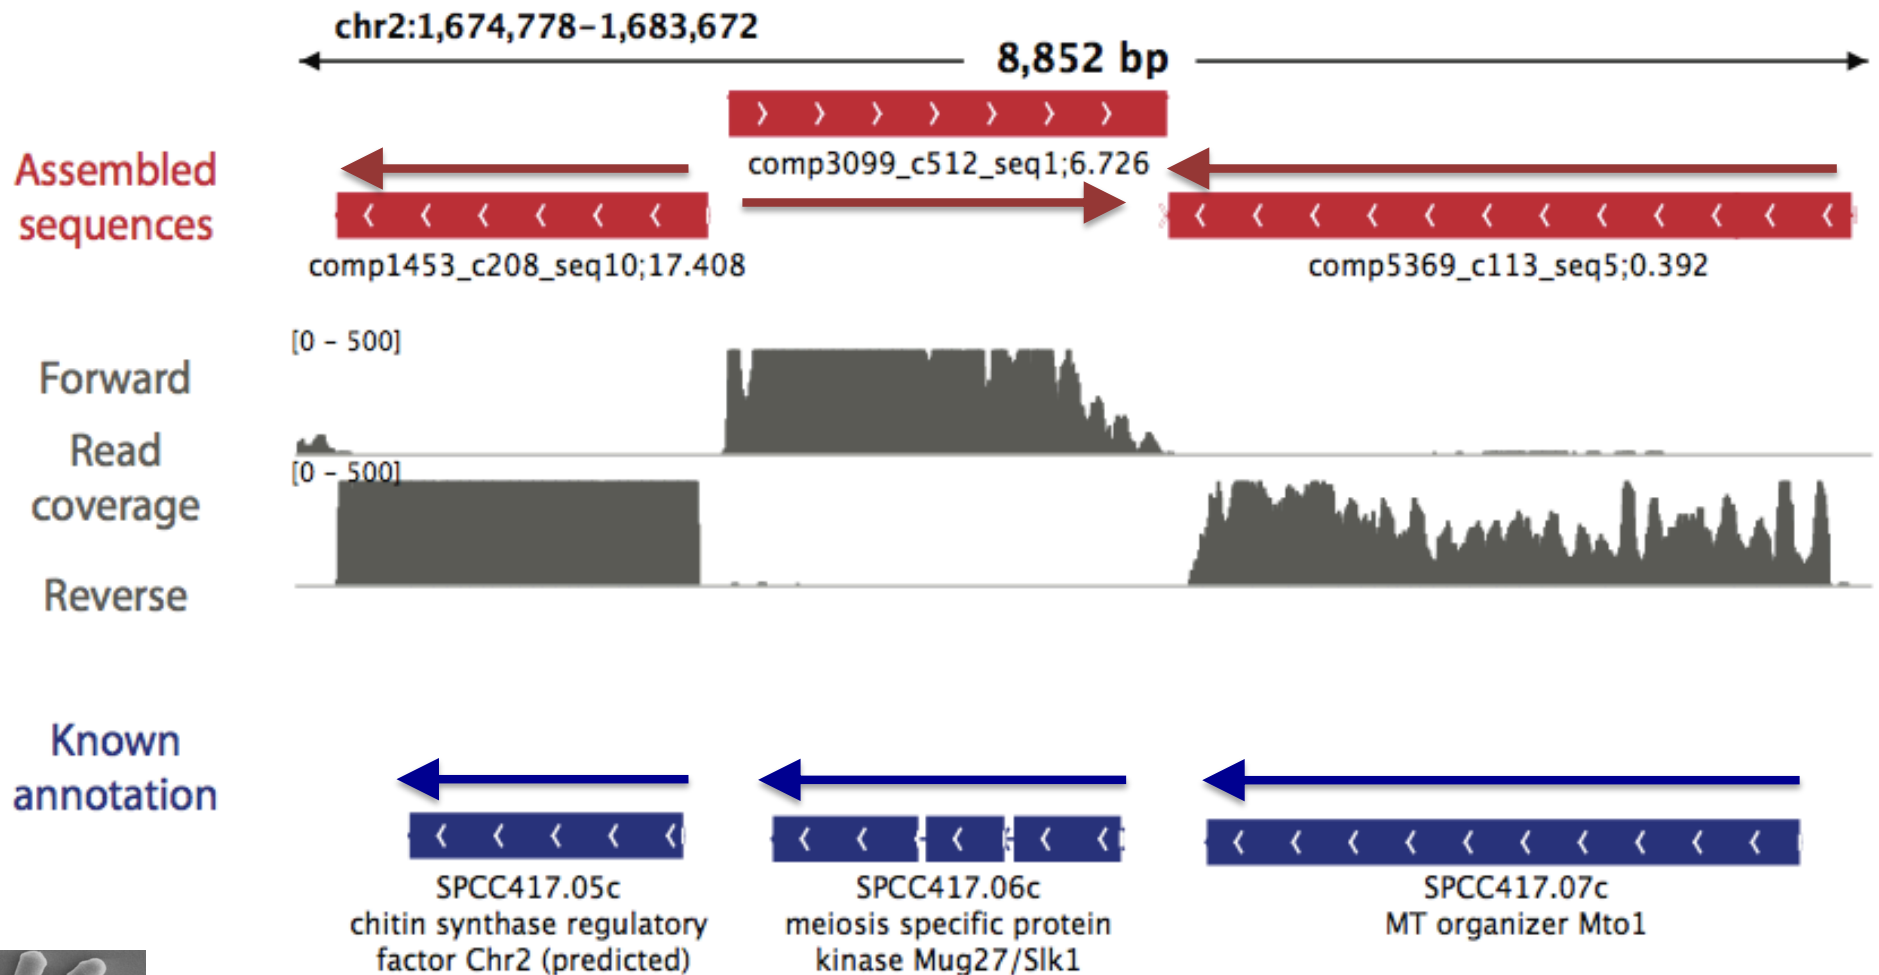 chr2:1,674,778-1,683,672
8,852 bp
Assembled
sequences
comp3099_c512_seq1;6.726
comp1453_c208_seq10;17.408
comp5369_c113_seq5;0.392
[0 - 500]
Forward
Read
coverage
[0 - 500]
Reverse
Known
annotation
SPCC417.05c
chitin synthase regulatory
factor Chr2 (predicted)
SPCC417.06c
meiosis specific protein
kinase Mug27/Slk1
SPCC417.07c
MT organizer Mto1